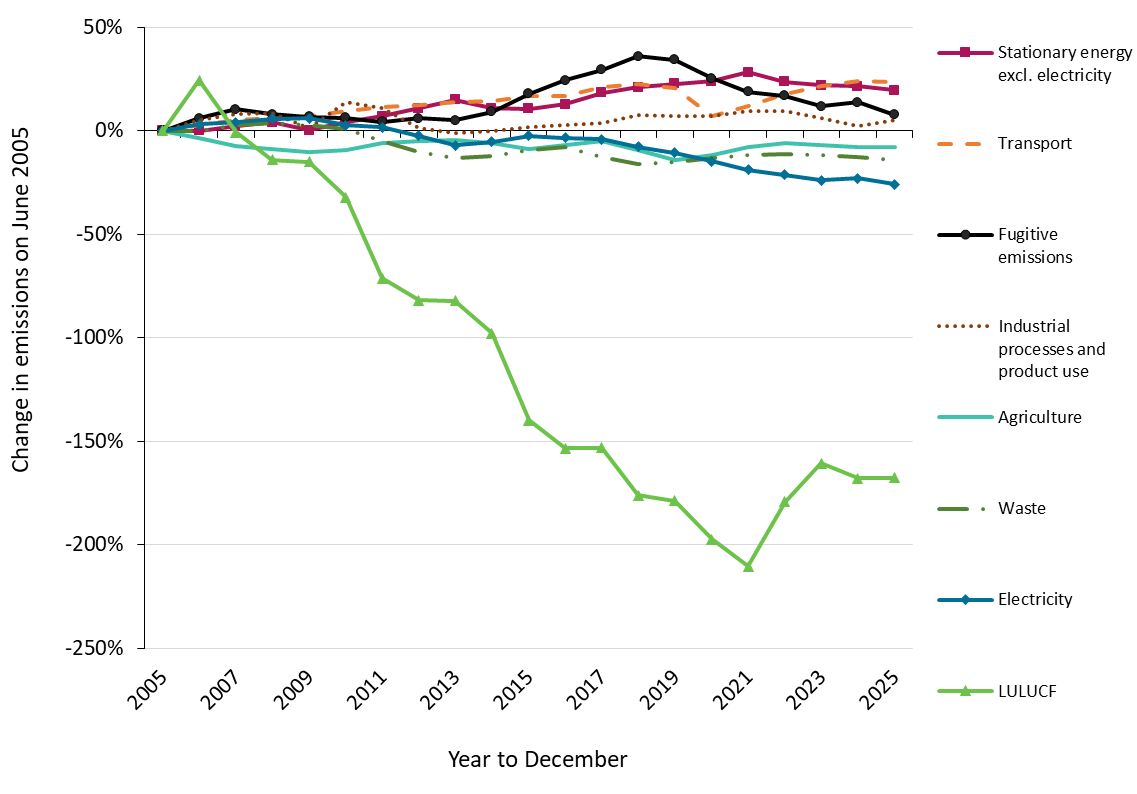 Change in emissions on June 2005
50%
0%
-50%
-100%
-150%
-200%
-250%
2005
2007
2009
2011
2013
2015
2017
2019
2021
2023
2025
Year to December
Stationary energy
excl. electricity
Transport
Fugitive
emissions
Industrial
processes and
product use
Agriculture
Waste
Electricity
LULUCF